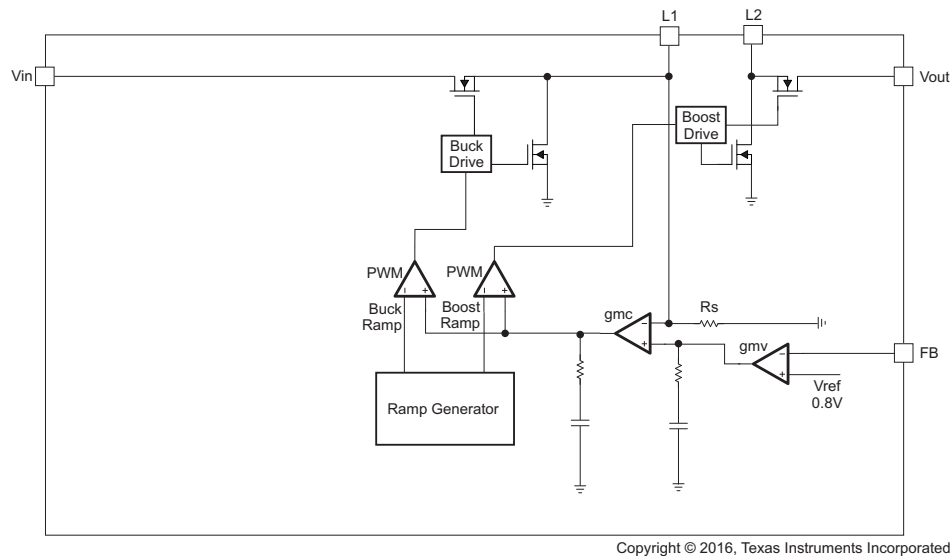 L1
L2
Vin
Vout
Buck
Drive
Boost
Drive
PWM
PWM
Buck
Ramp
Boost
Ramp
gmc
Rs
gmv
FB
Vref
0.8V
Ramp Generator
Copyright © 2016, Texas Instruments Incorporated